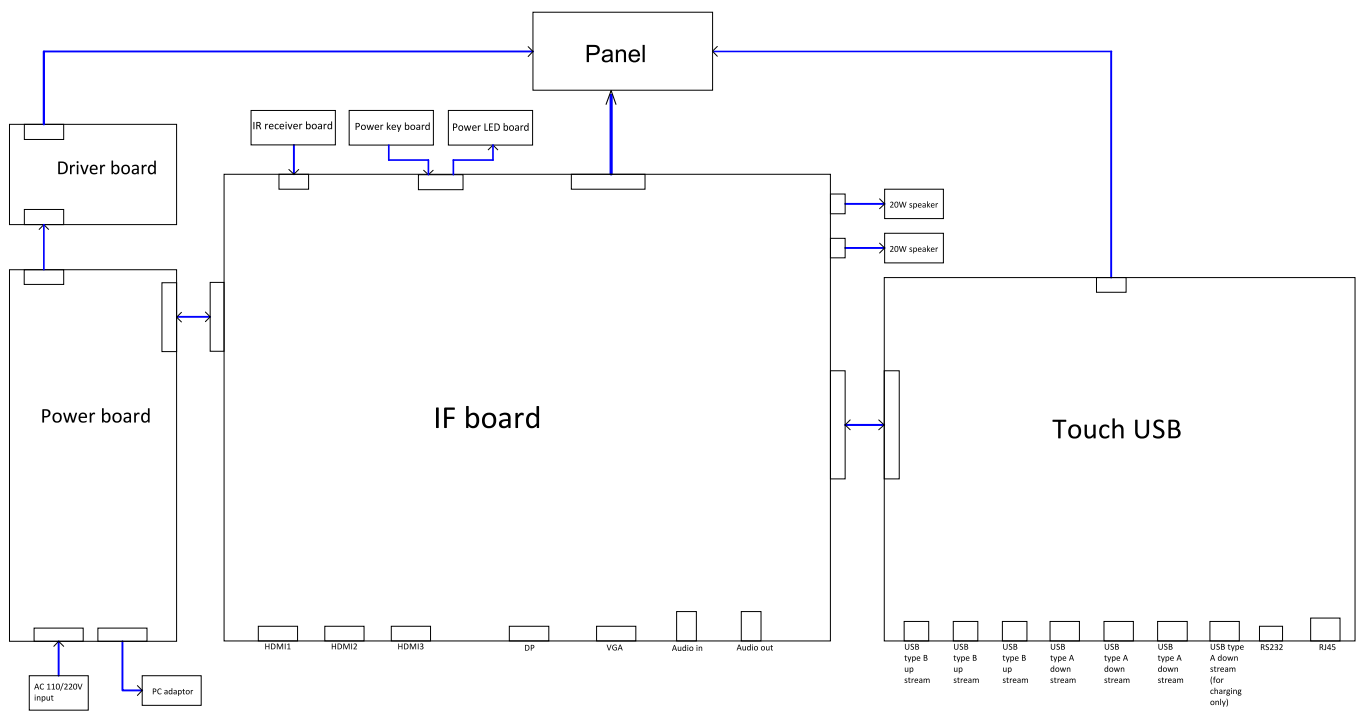 Panel
IR receiver board
Power key board
Power LED board
Driver board
20W speaker
20W speaker
Power board
IF board
Touch USB
HDMI1
HDMI2
HDMI3
DP
VGA
Audio in
Audio out
USB
type B
up
stream
USB
type B
up
stream
USB
type B
up
stream
USB
type A
down
stream
USB
type A
down
stream
USB
type A
down
stream
USB type
A down
stream
(for
charging
only)
RS232
RJ45
AC 110/220V
input
PC adaptor